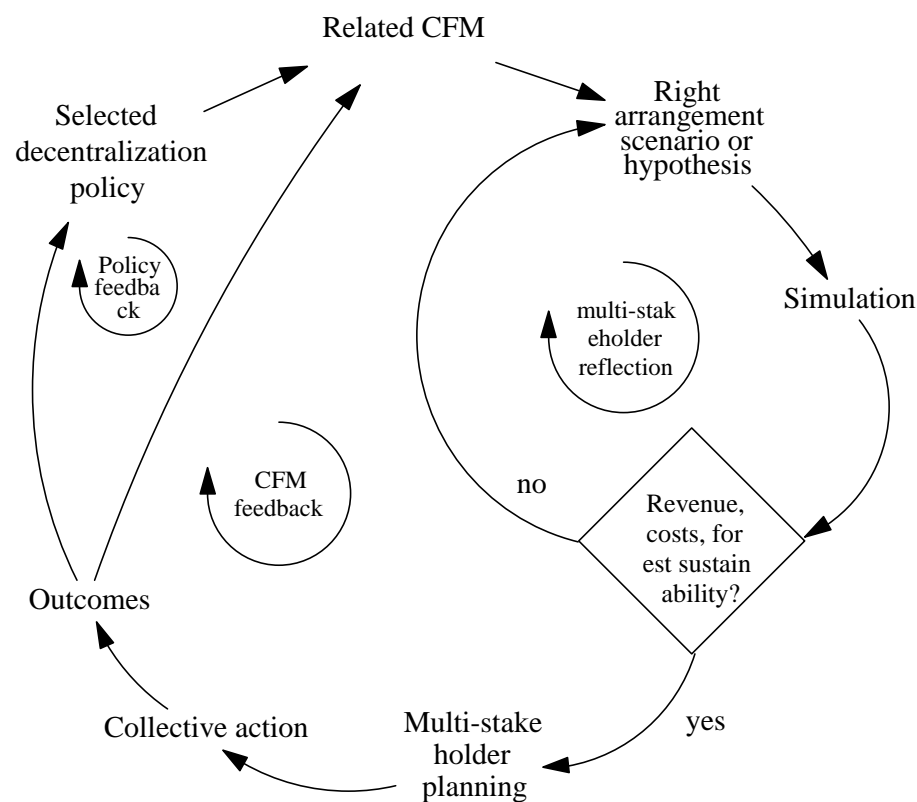 Related CFM
Selected
decentralization
policy
Right
arrangement
scenario or
hypothesis
Policy
feedba
ck
Simulation
multi-stak
eholder
reflection
CFM
feedback
no
Revenue,
costs, for
est sustain
ability?
Outcomes
Collective action
Multi-stake
holder
planning
yes